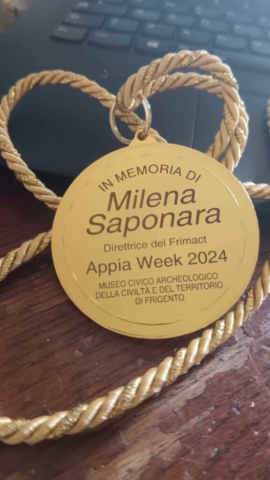 IN MEMORIA DI
Milena
Saponara
Direttrice del Frimact
Appia Week 2024
MUSEO CIVICO ARCHEOLOGICO
DELLA CIVILTÀ E DEL TERRITORIO
DI FRIGENTO